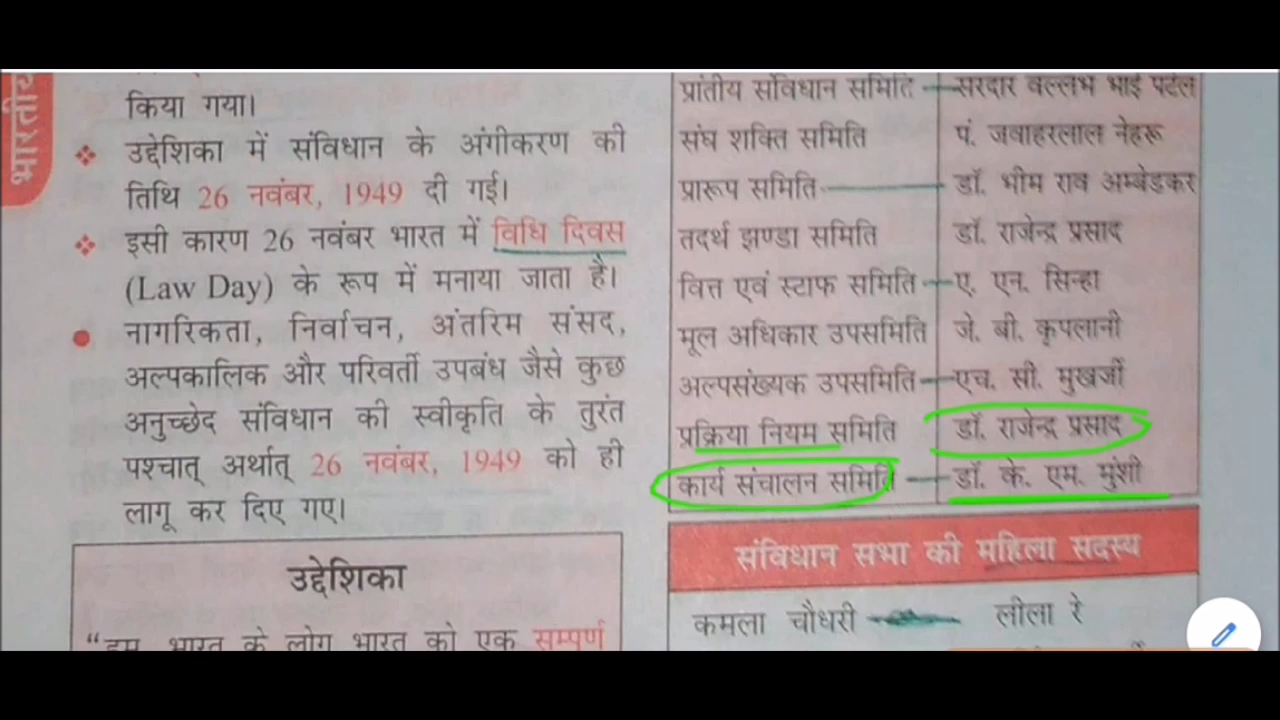 भारतीय
किया गया।
उद्देशिका में संविधान के अंगीकरण की
तिथि 26 नवंबर, 1949 दी गई।
इसी कारण 26 नवंबर भारत में विधि दिवस
(Law Day) के रूप में मनाया जाता है।
नागरिकता, निर्वाचन, अंतरिम संसद,
अल्पकालिक और परिवर्ती उपबंध जैसे कुछ
अनुच्छेद संविधान की स्वीकृति के तुरंत
पश्चात् अर्थात् 26 नवंबर, 1949 को ही
लागू कर दिए गए।
उद्देशिका
“हम, भारत के लोग भारत को एक सम्पूर्ण
प्रांतीय संविधान समिति सरदार वल्लभ भाई पटेल
संघ शक्ति समिति पं. जवाहरलाल नेहरू
प्रारूप समिति डॉ. भीम राव अम्बेडकर
तदर्थ झण्डा समिति डॉ. राजेन्द्र प्रसाद
वित्त एवं स्टाफ समिति ए. एन. सिन्हा
मूल अधिकार उपसमिति जे. बी. कृपलानी
अल्पसंख्यक उपसमिति एच. सी. मुखर्जी
प्रक्रिया नियम समिति डॉ. राजेन्द्र प्रसाद
कार्य संचालन समिति डॉ. के. एम. मुंशी
संविधान सभा की महिला सदस्य
कमला चौधरी लीला रे